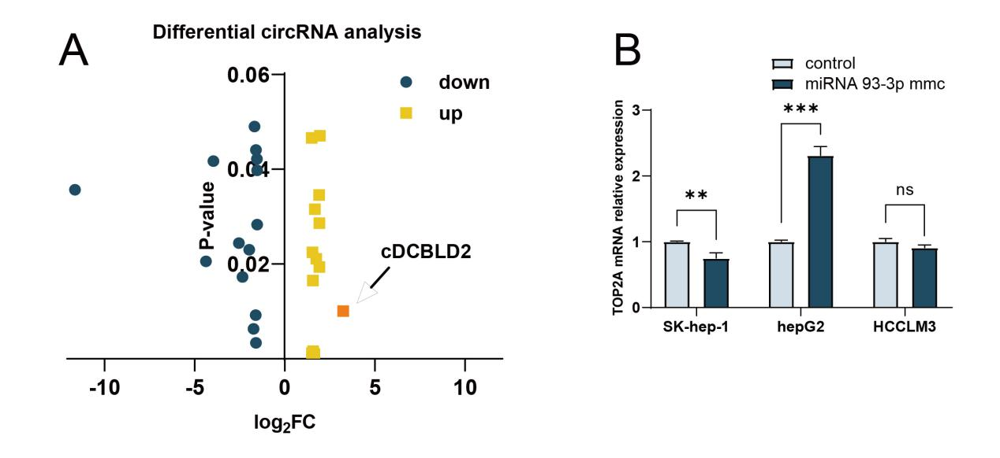 A
Differential circRNA analysis
down
up
0.06
0.04
0.02
P-value
cDCBLD2
-10 -5 0 5 10
log₂FC
B
control
miRNA 93-3p mmc
TOP2A mRNA relative expression
3
2
1
0
** *** ns
SK-hep-1 hepG2 HCCLM3